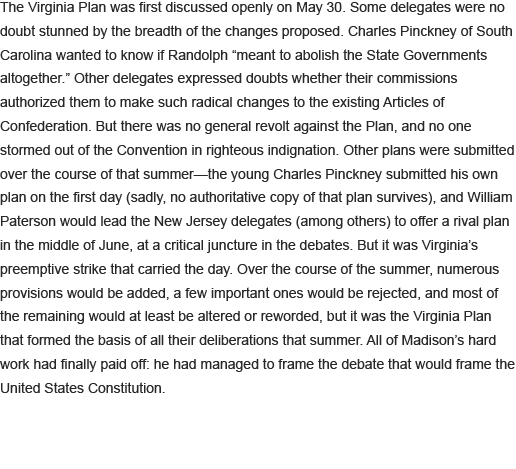 The Virginia Plan was first discussed openly on May 30. Some delegates were no
doubt stunned by the breadth of the changes proposed. Charles Pinckney of South
Carolina wanted to know if Randolph “meant to abolish the State Governments
altogether.” Other delegates expressed doubts whether their commissions
authorized them to make such radical changes to the existing Articles of
Confederation. But there was no general revolt against the Plan, and no one
stormed out of the Convention in righteous indignation. Other plans were submitted
over the course of that summer—the young Charles Pinckney submitted his own
plan on the first day (sadly, no authoritative copy of that plan survives), and William
Paterson would lead the New Jersey delegates (among others) to offer a rival plan
in the middle of June, at a critical juncture in the debates. But it was Virginia’s
preemptive strike that carried the day. Over the course of the summer, numerous
provisions would be added, a few important ones would be rejected, and most of
the remaining would at least be altered or reworded, but it was the Virginia Plan
that formed the basis of all their deliberations that summer. All of Madison’s hard
work had finally paid off: he had managed to frame the debate that would frame the
United States Constitution.